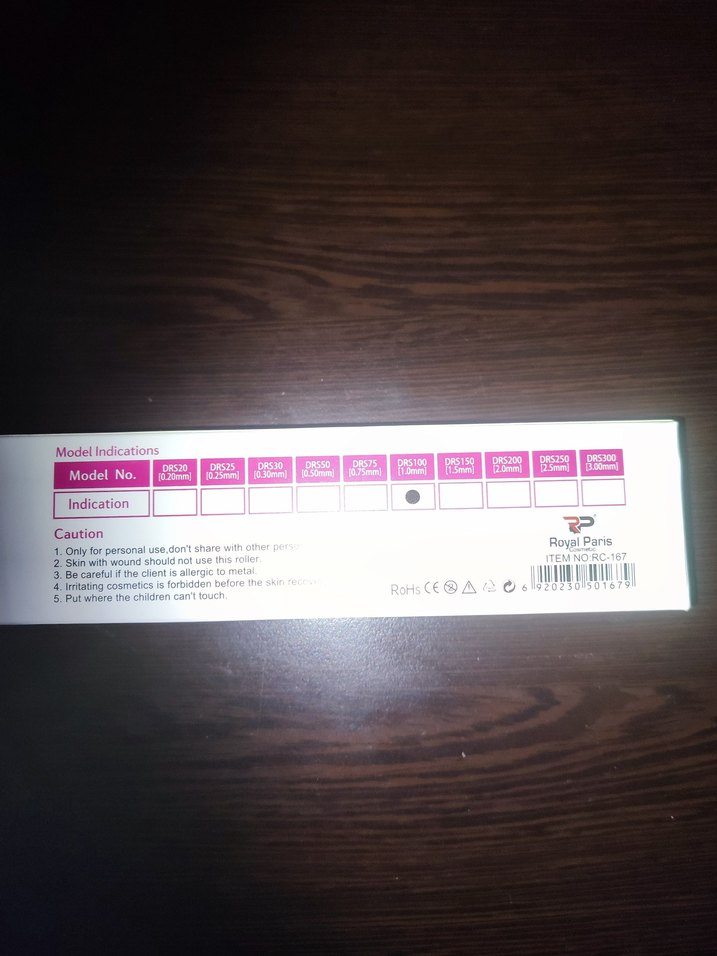 Model Indications
Model No. DRS20 [0.20mm] DRS25 [0.25mm] DRS30 [0.30mm] DRS50 [0.50mm] DRS75 [0.75mm] DRS100 [1.0mm] DRS150 [1.5mm] DRS200 [2.0mm] DRS250 [2.5mm] DRS300 [3.00mm]
Indication
Caution
1. Only for personal use,don't share with other
2. Skin with wound should not use this roller.
3. Be careful if the client is allergic to metal.
4. Irritating cosmetics is forbidden before the skin
5. Put where the children can't touch.
RP
Royal Paris
Cosmetic
ITEM NO:RC-167
RoHs CE
6 920230 501679